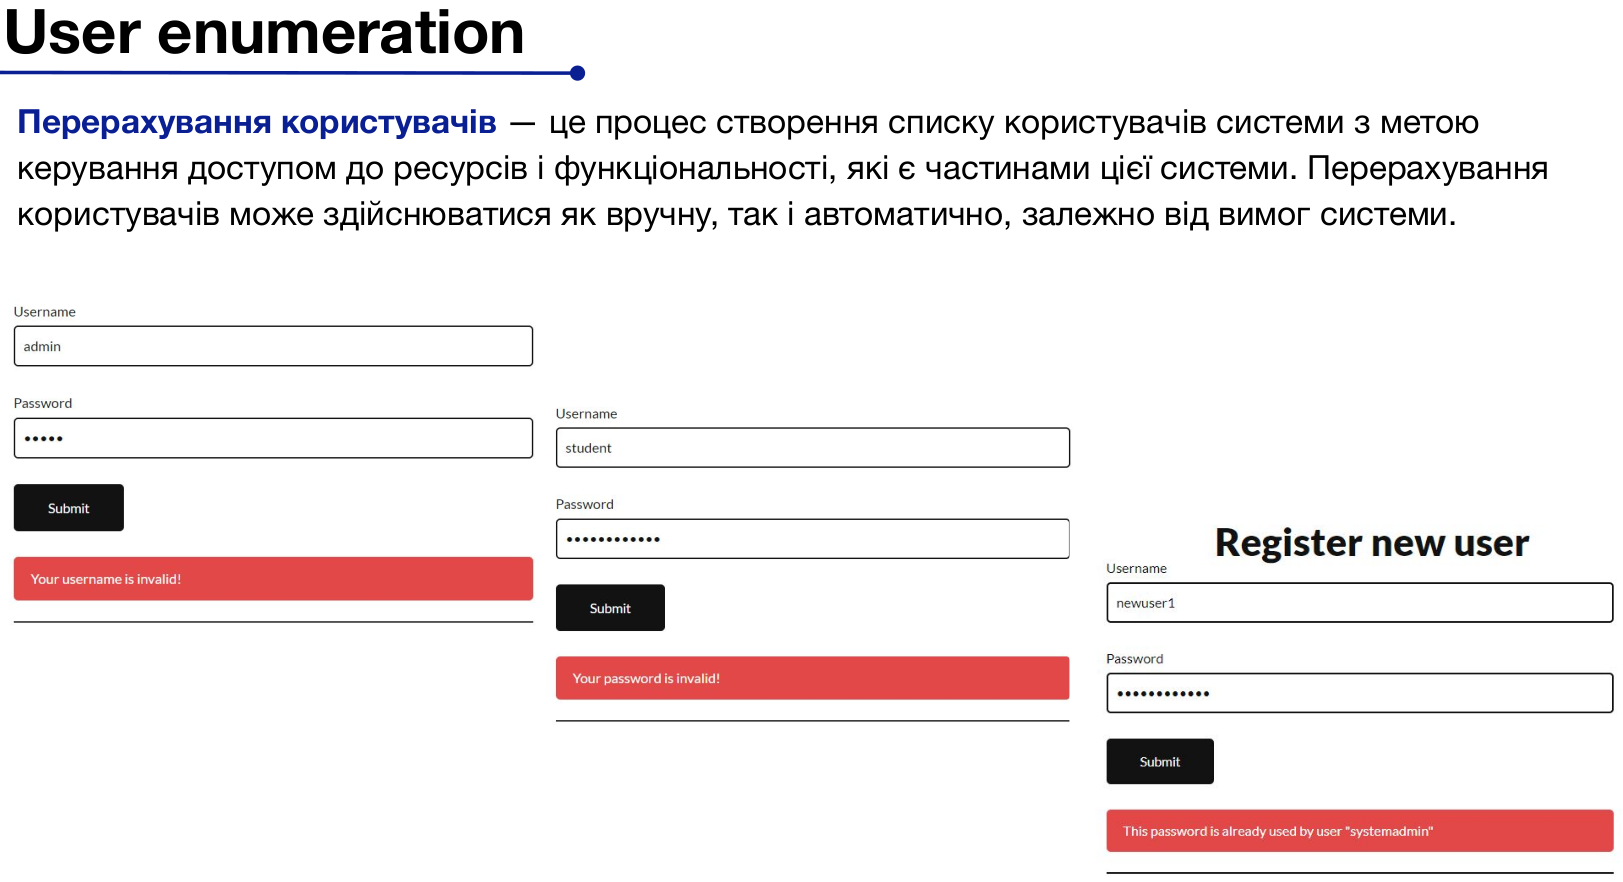 User enumeration
Перерахування користувачів — це процес створення списку користувачів системи з метою
керування доступом до ресурсів і функціональності, які є частинами цієї системи. Перерахування
користувачів може здійснюватися як вручну, так і автоматично, залежно від вимог системи.
Username
admin
Password
•••••
Submit
Your username is invalid!
Username
student
Password
••••••••••••
Submit
Your password is invalid!
Register new user
Username
newuser1
Password
••••••••••••
Submit
This password is already used by user "systemadmin"